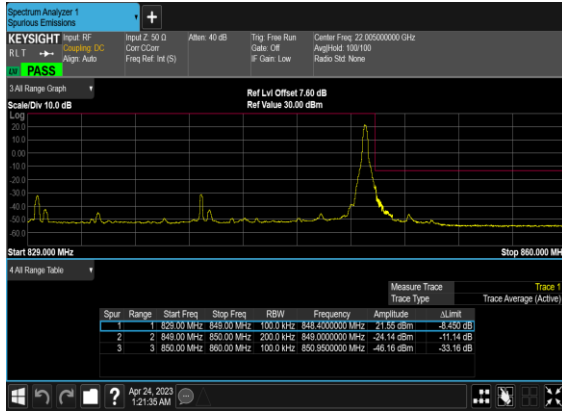 Spectrum Analyzer 1
Spurious Emissions
+
KEYSIGHT Input: RF Input Z: 50 Ω Atten: 40 dB Trig: Free Run Center Freq: 22.005000000 GHz
RLT Coupling: DC Corr CCorr Gate: Off Avg|Hold: 100/100
Align: Auto Freq Ref: Int (S) IF Gain: Low Radio Std: None
PASS
3 All Range Graph
Ref Lvl Offset 7.60 dB
Scale/Div 10.0 dB Ref Value 30.00 dBm
Log
20.0
10.0
0.00
-10.0
-20.0
-30.0
-40.0
-50.0
-60.0
Start 829.000 MHz Stop 860.000 MH
4 All Range Table
Measure Trace Trace 1
Trace Type Trace Average (Active)
Spur Range Start Freq Stop Freq RBW Frequency Amplitude ΔLimit
1 1 829.00 MHz 849.00 MHz 100.0 kHz 848.4000000 MHz 21.55 dBm -8.450 dB
2 2 849.00 MHz 850.00 MHz 200.0 kHz 849.0000000 MHz -24.14 dBm -11.14 dB
3 3 850.00 MHz 860.00 MHz 100.0 kHz 850.9500000 MHz -46.16 dBm -33.16 dB
? Apr 24, 2023
1:21:35 AM